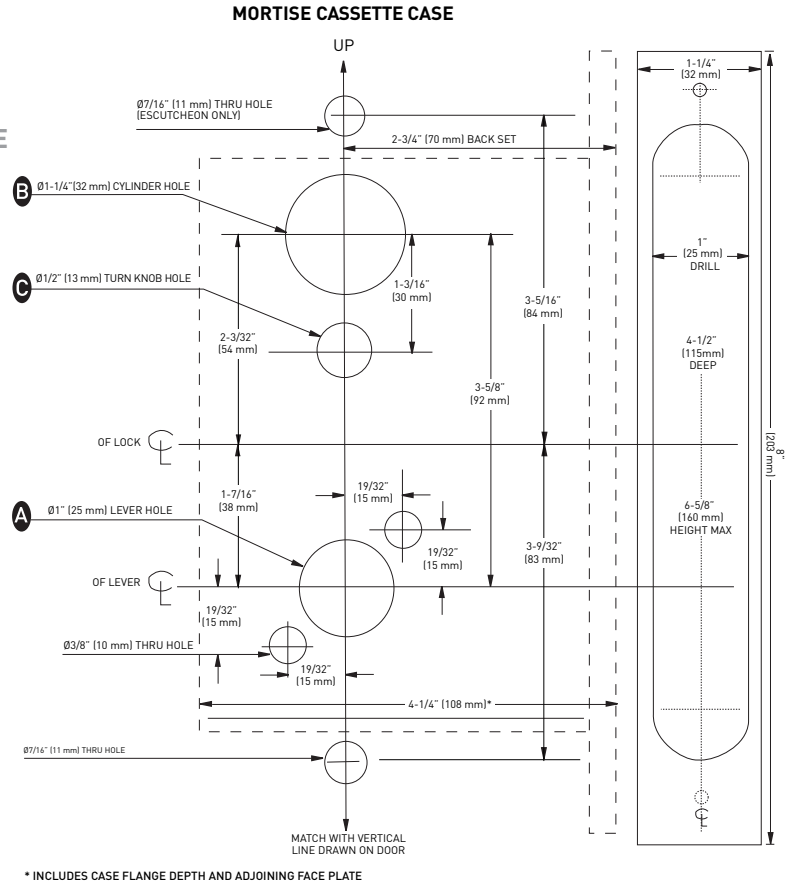 MORTISE CASSETTE CASE
UP
E
Ø7/16" (11 mm) THRU HOLE
(ESCUTCHEON ONLY)
2-3/4" (70 mm) BACK SET
1-1/4"
(32 mm)
B
Ø1-1/4"(32 mm) CYLINDER HOLE
C
Ø1/2" (13 mm) TURN KNOB HOLE
1-3/16"
(30 mm)
1"
(25 mm)
DRILL
2-3/32"
(54 mm)
3-5/16"
(84 mm)
3-5/8"
(92 mm)
4-1/2"
(115mm)
DEEP
OF LOCK CL
8"
(203 mm)
1-7/16"
(38 mm)
19/32"
(15 mm)
A
Ø1" (25 mm) LEVER HOLE
6-5/8"
(160 mm)
HEIGHT MAX
19/32"
(15 mm)
3-9/32"
(83 mm)
OF LEVER CL
19/32"
(15 mm)
Ø3/8" (10 mm) THRU HOLE
19/32"
(15 mm)
4-1/4" (108 mm)*
Ø7/16" (11 mm) THRU HOLE
CL
MATCH WITH VERTICAL
LINE DRAWN ON DOOR
* INCLUDES CASE FLANGE DEPTH AND ADJOINING FACE PLATE